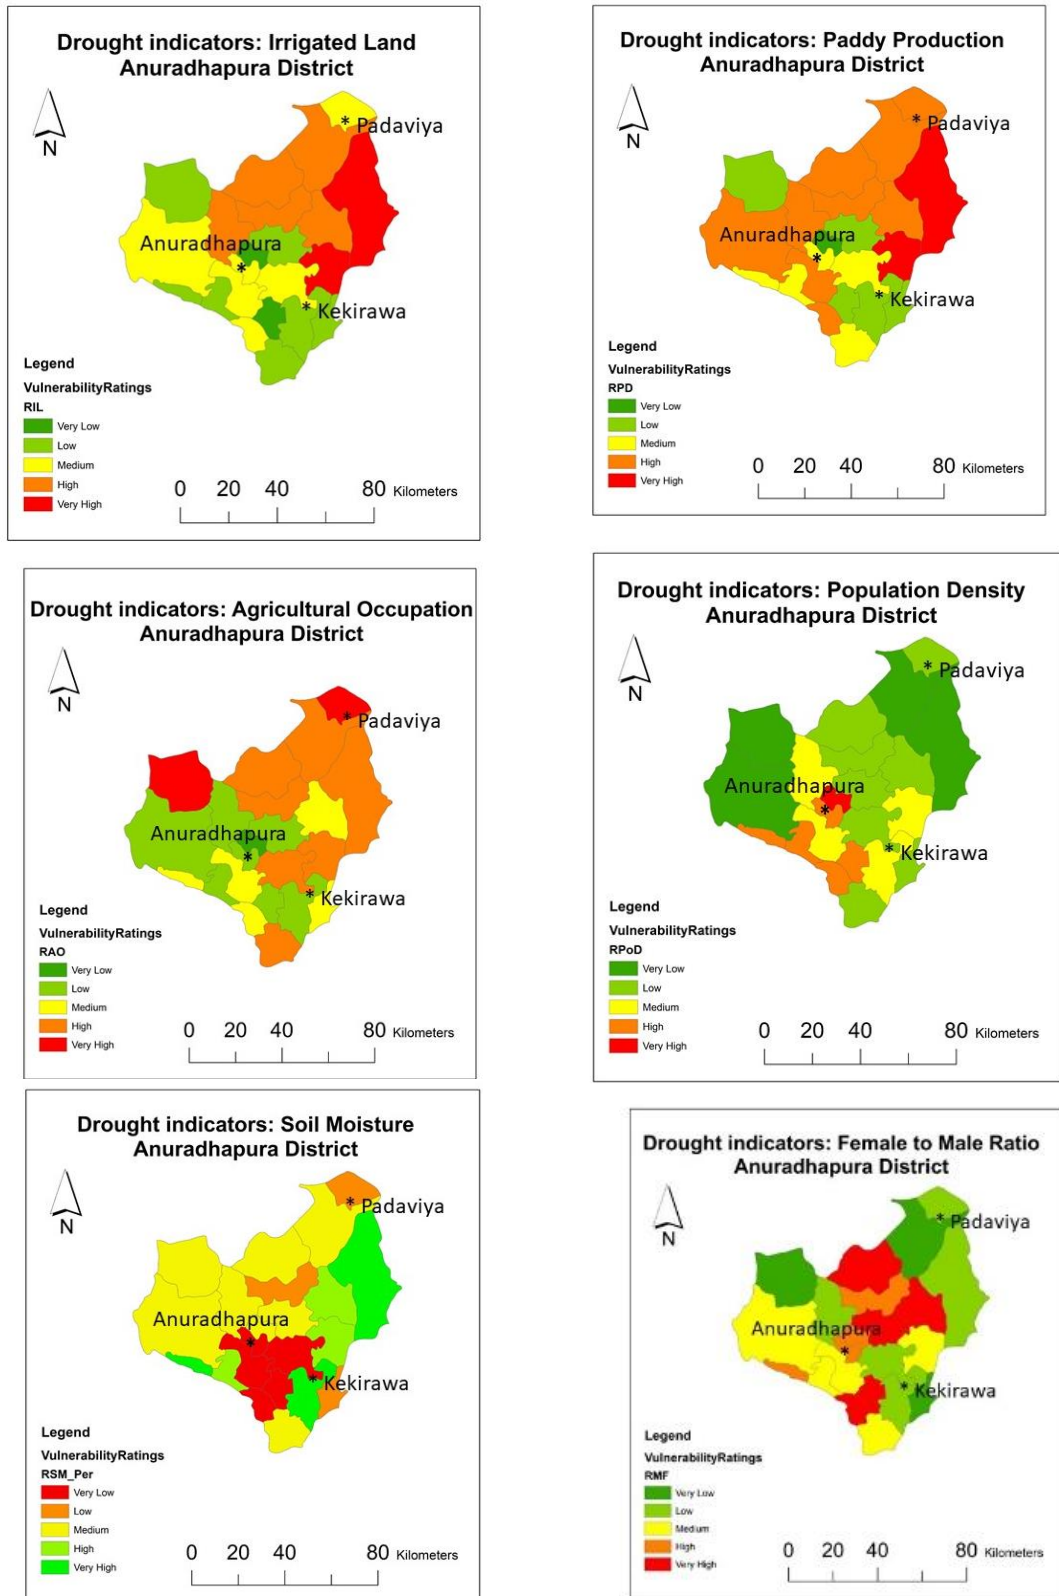 Drought indicators: Irrigated Land
Anuradhapura District
N
Padaviya
Anuradhapura
Kekirawa
Legend
VulnerabilityRatings
RIL
Very Low
Low
Medium
High
Very High
0 20 40 80 Kilometers
Drought indicators: Paddy Production
Anuradhapura District
N
Padaviya
Anuradhapura
Kekirawa
Legend
VulnerabilityRatings
RPD
Very Low
Low
Medium
High
Very High
0 20 40 80 Kilometers
Drought indicators: Agricultural Occupation
Anuradhapura District
N
Padaviya
Anuradhapura
Kekirawa
Legend
VulnerabilityRatings
RAO
Very Low
Low
Medium
High
Very High
0 20 40 80 Kilometers
Drought indicators: Population Density
Anuradhapura District
N
Padaviya
Anuradhapura
Kekirawa
Legend
VulnerabilityRatings
RPoD
Very Low
Low
Medium
High
Very High
0 20 40 80 Kilometers
Drought indicators: Soil Moisture
Anuradhapura District
N
Padaviya
Anuradhapura
Kekirawa
Legend
VulnerabilityRatings
RSM_Per
Very Low
Low
Medium
High
Very High
0 20 40 80 Kilometers
Drought indicators: Female to Male Ratio
Anuradhapura District
N
Padaviya
Anuradhapura
Kekirawa
Legend
VulnerabilityRatings
RMF
Very Low
Low
Medium
High
Very High
0 20 40 80 Kilometers